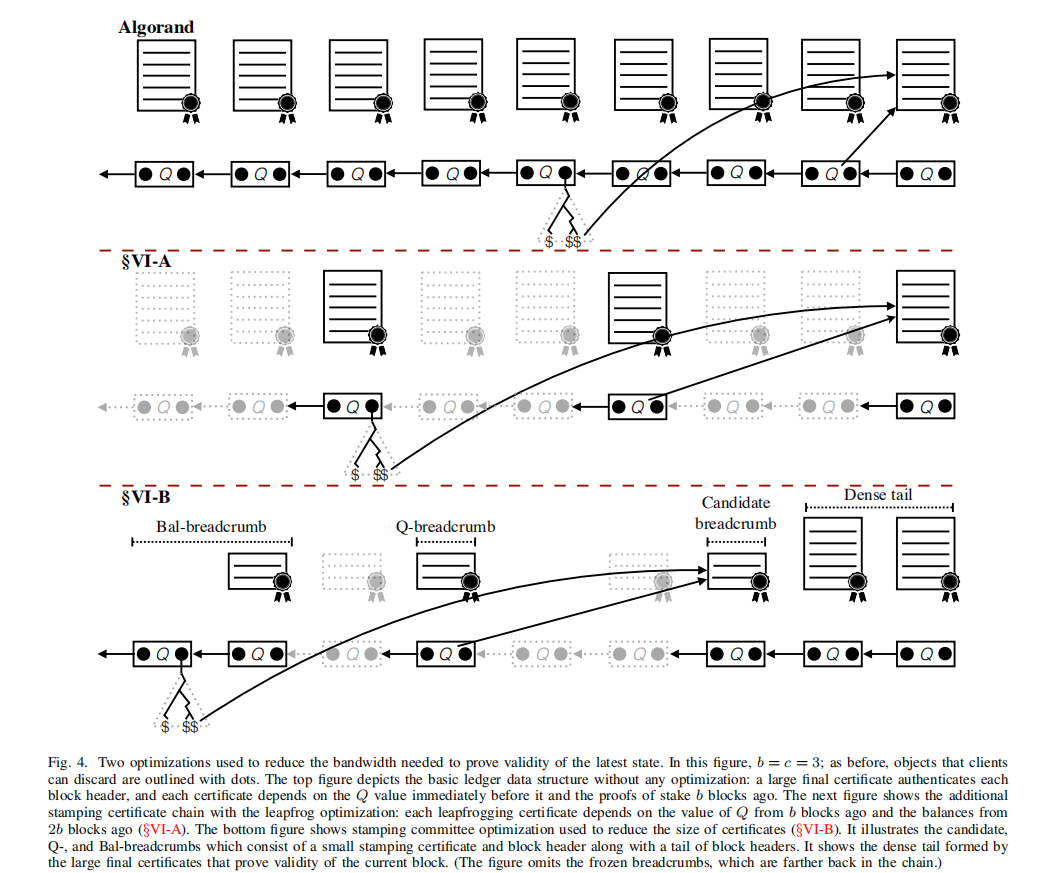 Algorand
Q Q Q Q Q Q Q Q Q
$ $$
§VI-A
Q Q Q Q Q Q Q Q Q
$ $$
§VI-B
Bal-breadcrumb
Q-breadcrumb
Candidate
breadcrumb
Dense tail
Q Q Q Q Q Q Q Q Q
$ $$
Fig. 4. Two optimizations used to reduce the bandwidth needed to prove validity of the latest state. In this figure, b = c = 3; as before, objects that clients
can discard are outlined with dots. The top figure depicts the basic ledger data structure without any optimization: a large final certificate authenticates each
block header, and each certificate depends on the Q value immediately before it and the proofs of stake b blocks ago. The next figure shows the additional
stamping certificate chain with the leapfrog optimization: each leapfrogging certificate depends on the value of Q from b blocks ago and the balances from
2b blocks ago (§VI-A). The bottom figure shows stamping committee optimization used to reduce the size of certificates (§VI-B). It illustrates the candidate,
Q-, and Bal-breadcrumbs which consist of a small stamping certificate and block header along with a tail of block headers. It shows the dense tail formed by
the large final certificates that prove validity of the current block. (The figure omits the frozen breadcrumbs, which are farther back in the chain.)